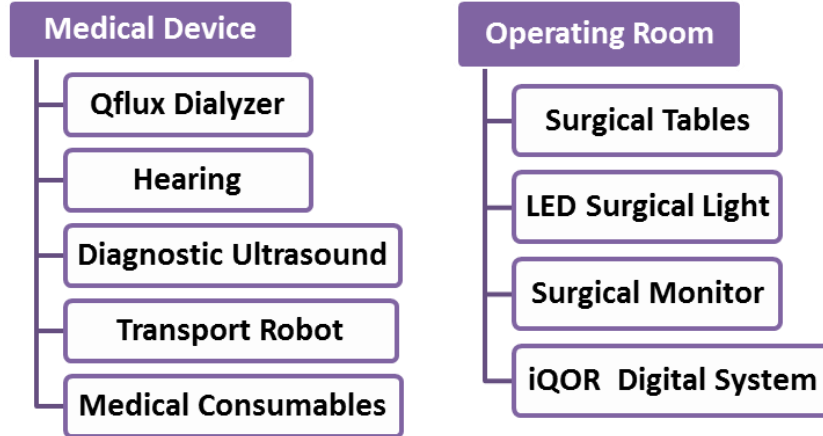 Medical Device
Qflux Dialyzer
Hearing
Diagnostic Ultrasound
Transport Robot
Medical Consumables
Operating Room
Surgical Tables
LED Surgical Light
Surgical Monitor
iQOR Digital System